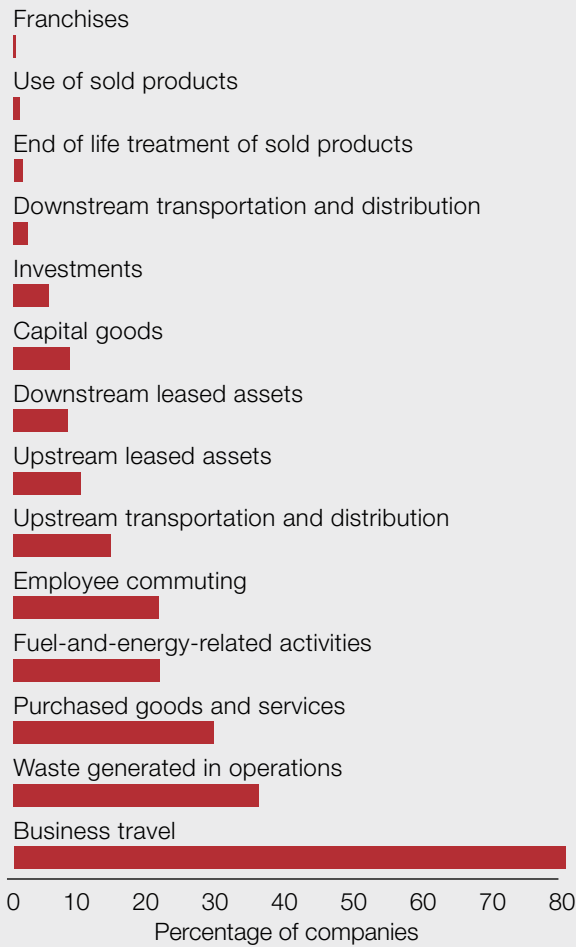 Franchises
Use of sold products
End of life treatment of sold products
Downstream transportation and distribution
Investments
Capital goods
Downstream leased assets
Upstream leased assets
Upstream transportation and distribution
Employee commuting
Fuel-and-energy-related activities
Purchased goods and services
Waste generated in operations
Business travel
0 10 20 30 40 50 60 70 80
Percentage of companies